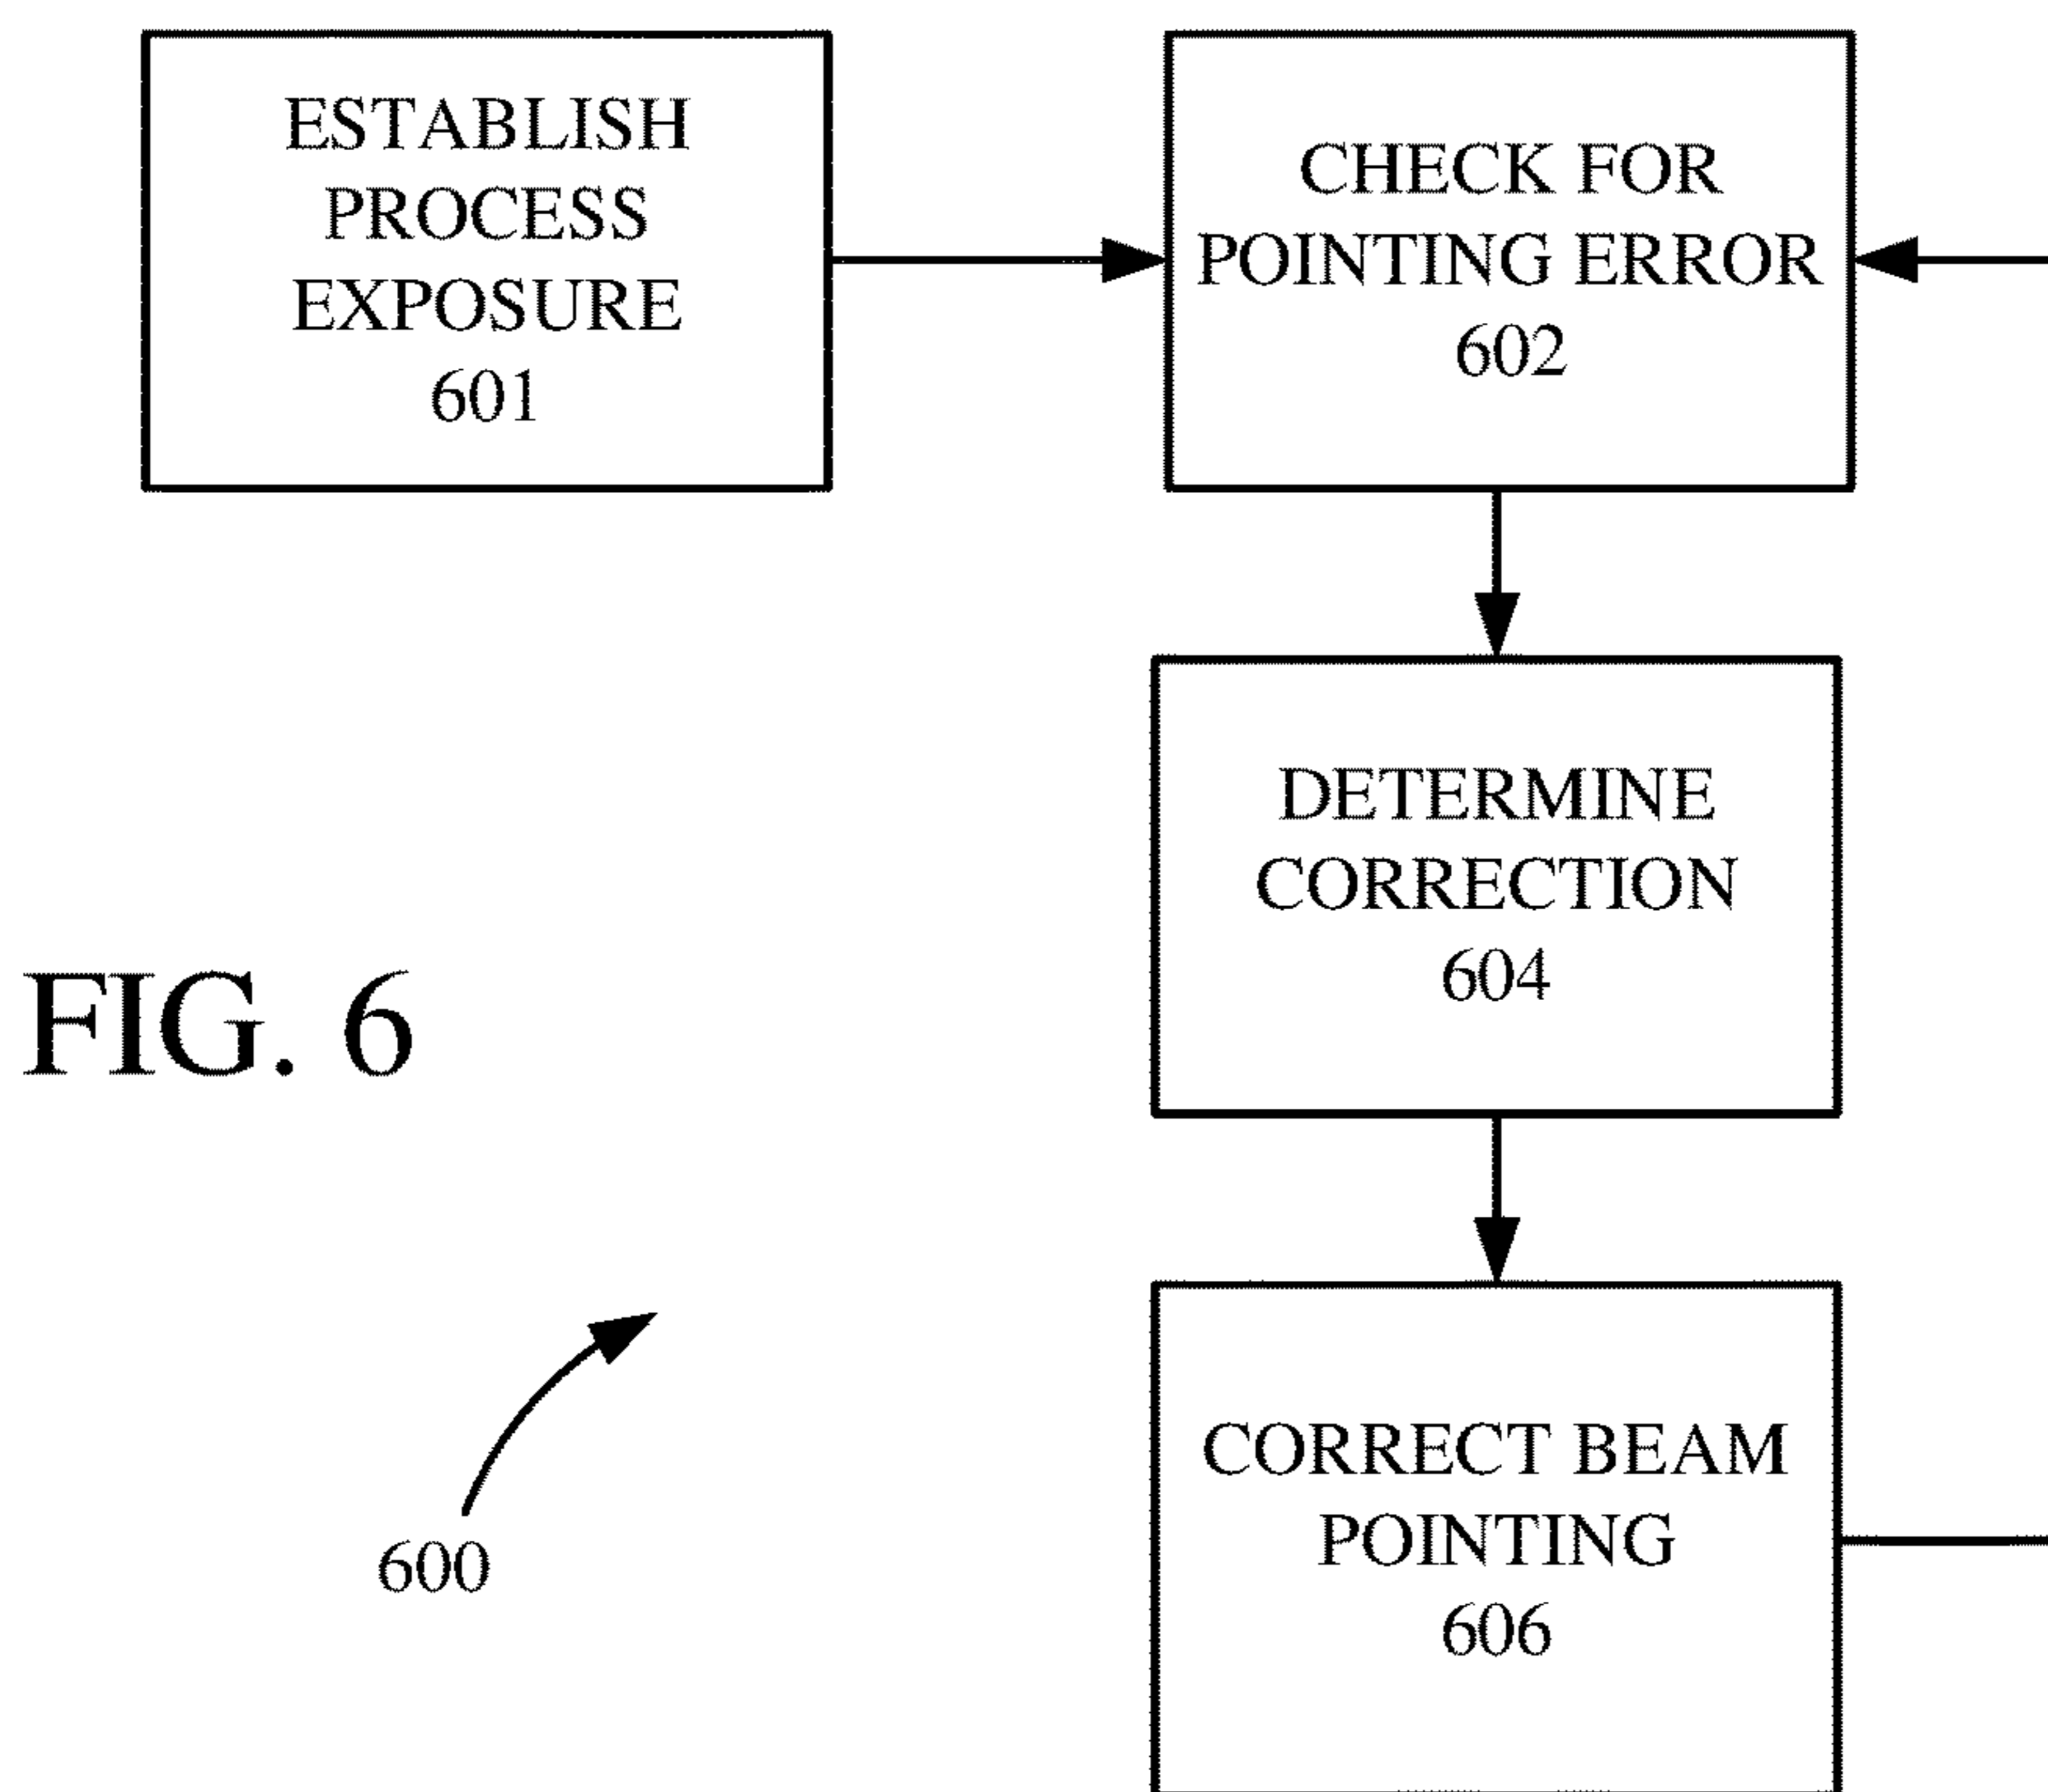 ESTABLISH
PROCESS
EXPOSURE
601
CHECK FOR
POINTING ERROR
602
DETERMINE
CORRECTION
604
FIG. 6
600
CORRECT BEAM
POINTING
606